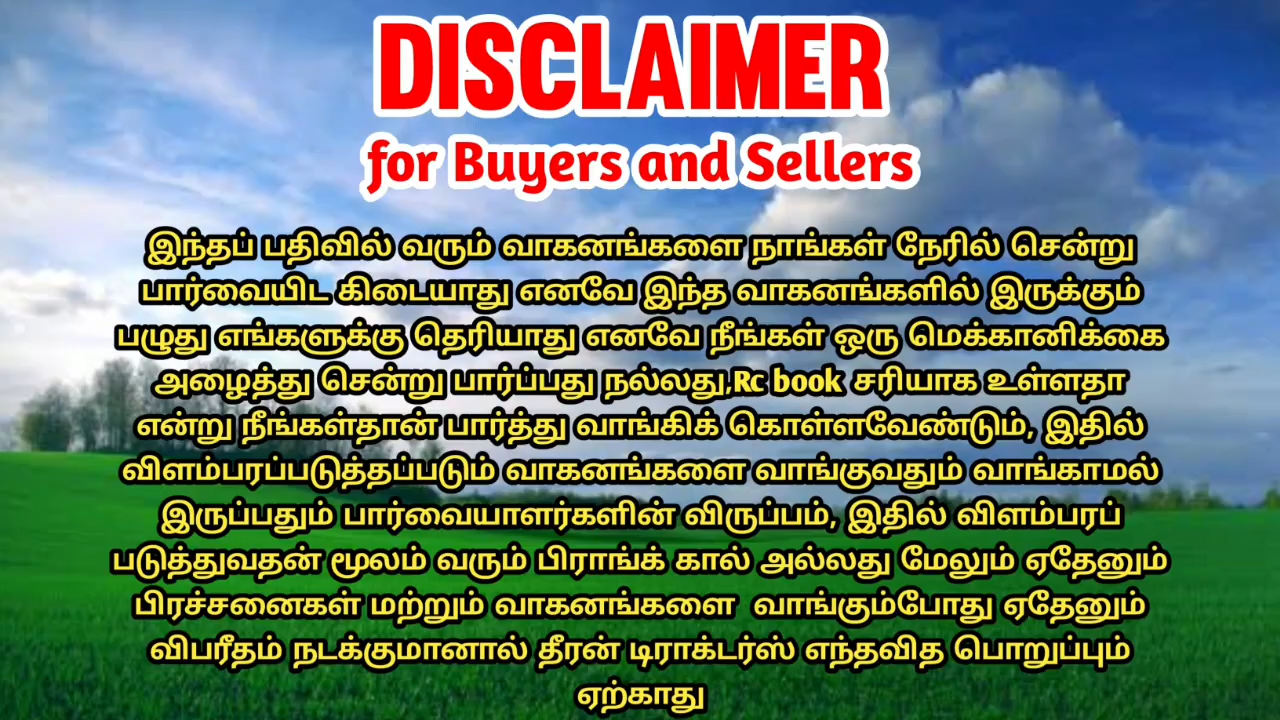 DISCLAIMER
for Buyers and Sellers
இந்தப் பதிவில் வரும் வாகனங்களை நாங்கள் நேரில் சென்று
பார்வையிட கிடையாது எனவே இந்த வாகனங்களில் இருக்கும்
பழுது எங்களுக்கு தெரியாது எனவே நீங்கள் ஒரு மெக்கானிக்கை
அழைத்து சென்று பார்ப்பது நல்லது,Rc book சரியாக உள்ளதா
என்று நீங்கள்தான் பார்த்து வாங்கிக் கொள்ளவேண்டும், இதில்
விளம்பரப்படுத்தப்படும் வாகனங்களை வாங்குவதும் வாங்காமல்
இருப்பதும் பார்வையாளர்களின் விருப்பம், இதில் விளம்பரப்
படுத்துவதன் மூலம் வரும் பிராங்க் கால் அல்லது மேலும் ஏதேனும்
பிரச்சனைகள் மற்றும் வாகனங்களை வாங்கும்போது ஏதேனும்
விபரீதம் நடக்குமானால் தீரன் டிராக்டர்ஸ் எந்தவித பொறுப்பும்
ஏற்காது